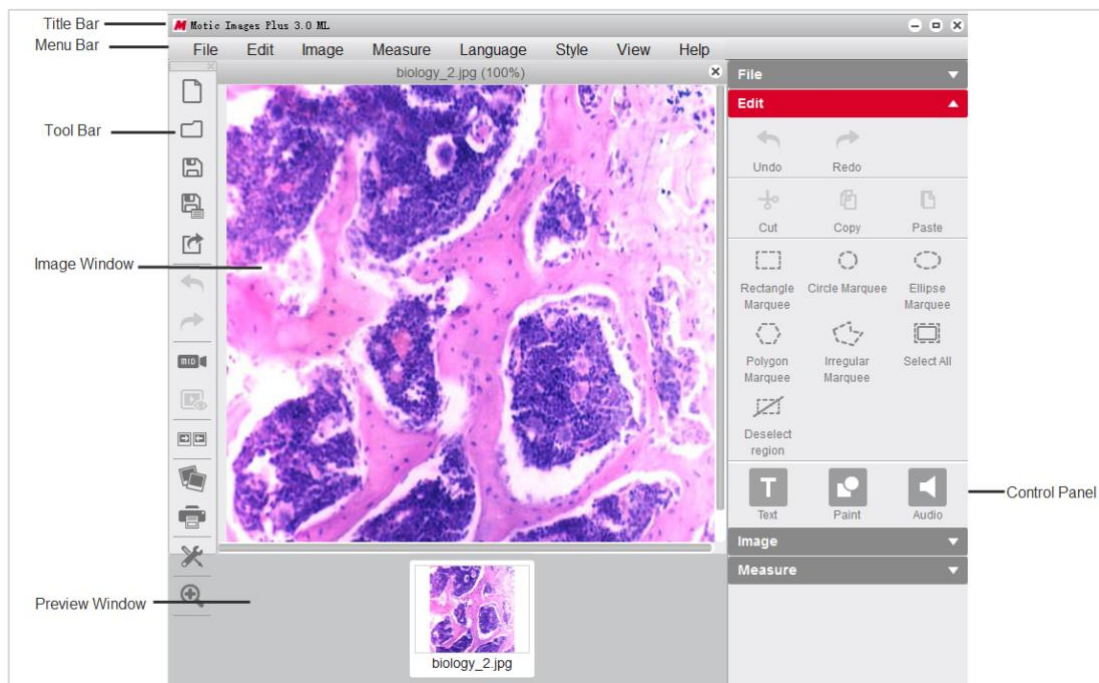 Title Bar
Motic Images Plus 3.0 ML
Menu Bar
File Edit Image Measure Language Style View Help
biology_2.jpg (100%)
Tool Bar
MID
Image Window
Preview Window
biology_2.jpg
File
Edit
Undo Redo
Cut Copy Paste
Rectangle Marquee
Circle Marquee
Ellipse Marquee
Polygon Marquee
Irregular Marquee
Select All
Deselect region
T
Text Paint Audio
Control Panel
Image
Measure